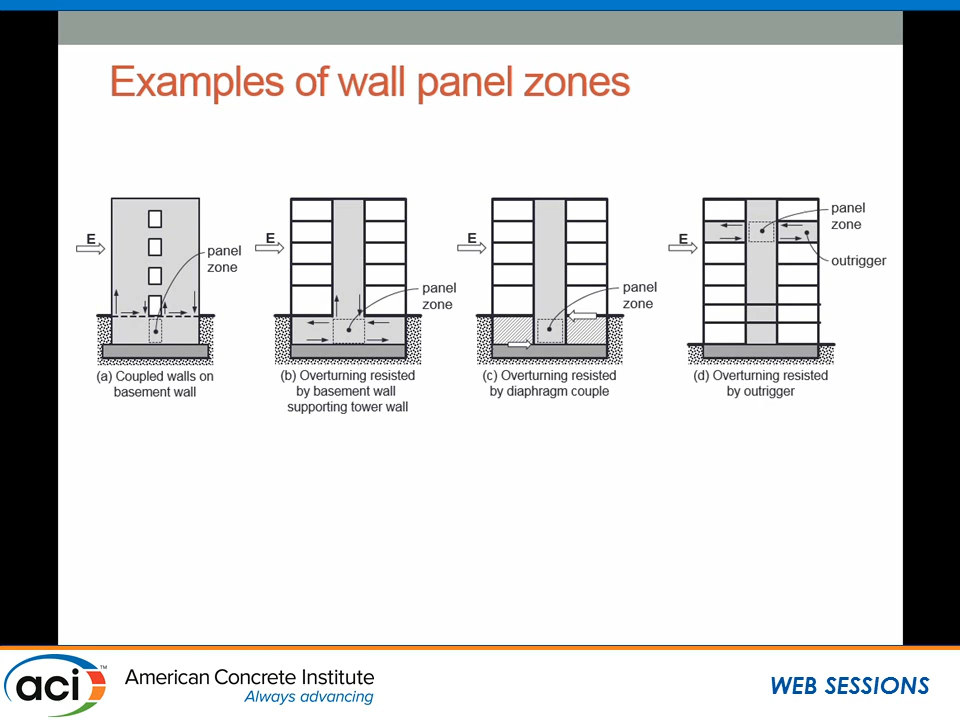 Examples of wall panel zones
E
panel
zone
(a) Coupled walls on
basement wall
E
panel
zone
(b) Overturning resisted
by basement wall
supporting tower wall
E
panel
zone
(c) Overturning resisted
by diaphragm couple
E
panel
zone
outrigger
(d) Overturning resisted
by outrigger
aci™
American Concrete Institute
Always advancing
WEB SESSIONS